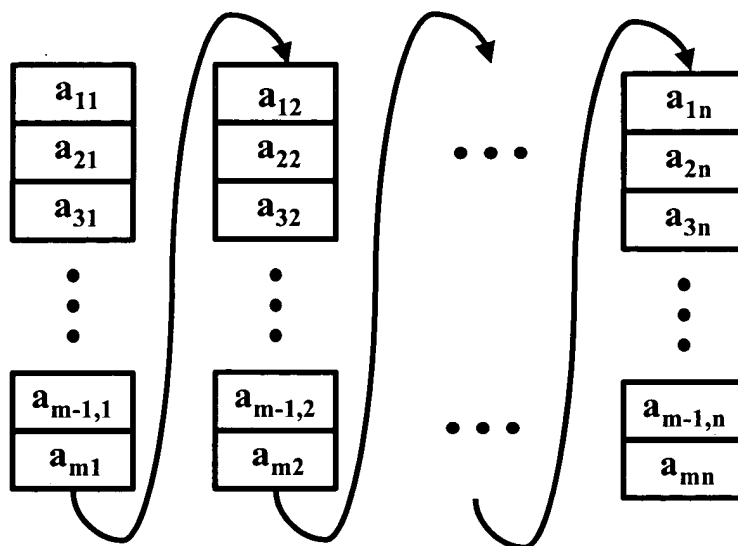 a₁₁
a₂₁
a₃₁
aₘ₋₁,₁
aₘ₁
a₁₂
a₂₂
a₃₂
aₘ₋₁,₂
aₘ₂
a₁ₙ
a₂ₙ
a₃ₙ
aₘ₋₁,ₙ
aₘₙ